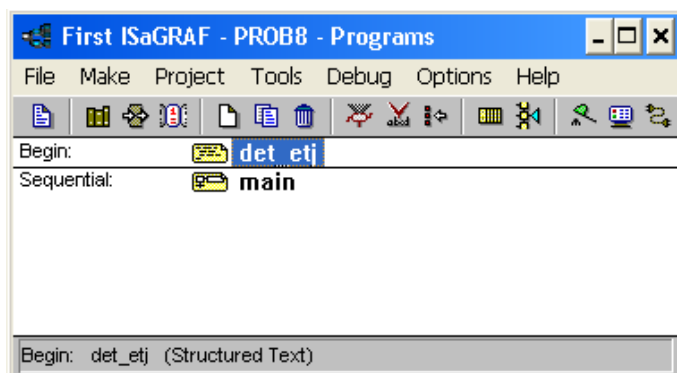 First ISaGRAF - PROB8 - Programs
File Make Project Tools Debug Options Help
Begin: det_etj
Sequential: main
Begin: det_etj (Structured Text)